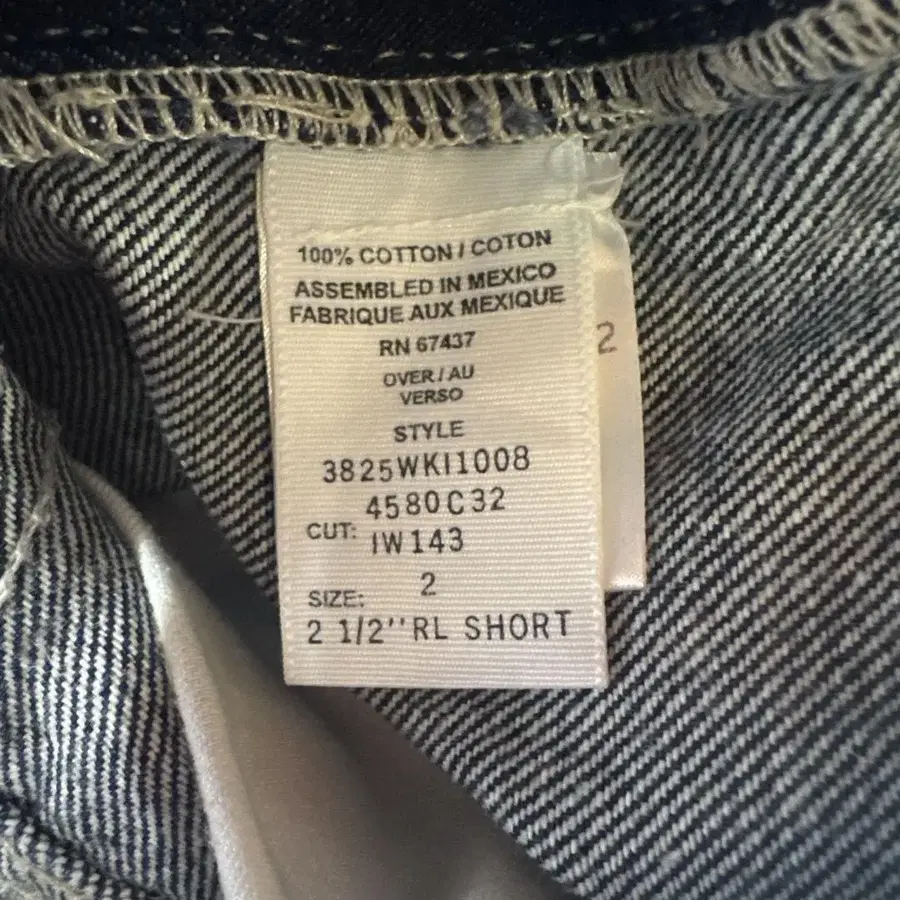 100% COTTON / COTON
ASSEMBLED IN MEXICO
FABRIQUE AUX MEXIQUE
RN 67437
OVER / AU
VERSO
STYLE
3825WKI1008
4580C32
CUT: IW143
SIZE: 2
2 1/2'' RL SHORT
2